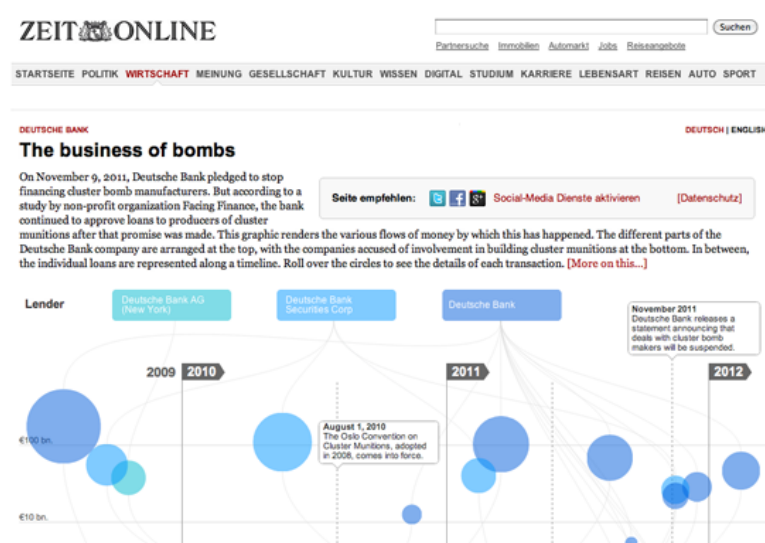 ZEIT ONLINE
Suchen
Partnersuche Immobilien Automarkt Jobs Reiseangebote
STARTSEITE POLITIK WIRTSCHAFT MEINUNG GESELLSCHAFT KULTUR WISSEN DIGITAL STUDIUM KARRIERE LEBENSART REISEN AUTO SPORT
DEUTSCHE BANK
DEUTSCH | ENGLISH
The business of bombs
On November 9, 2011, Deutsche Bank pledged to stop
financing cluster bomb manufacturers. But according to a
study by non-profit organization Facing Finance, the bank
continued to approve loans to producers of cluster
munitions after that promise was made. This graphic renders the various flows of money by which this has happened. The different parts of the
Deutsche Bank company are arranged at the top, with the companies accused of involvement in building cluster munitions at the bottom. In between,
the individual loans are represented along a timeline. Roll over the circles to see the details of each transaction. [More on this...]
Seite empfehlen: Social-Media Dienste aktivieren [Datenschutz]
Lender
Deutsche Bank AG
(New York)
Deutsche Bank
Securities Corp
Deutsche Bank
November 2011
Deutsche Bank releases a
statement announcing that
deals with cluster bomb
makers will be suspended.
2009 2010
2011
2012
August 1, 2010
The Oslo Convention on
Cluster Munitions, adopted
in 2008, comes into force.
€100 bn.
€10 bn.